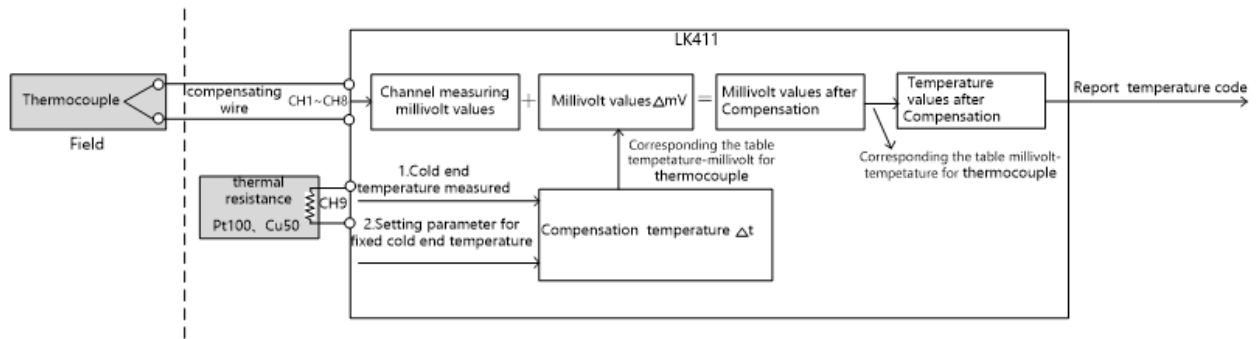 LK411
Thermocouple
Field
compensating
wire
CH1~CH8
Channel measuring
millivolt values
+
Millivolt values△mV
=
Millivolt values after
Compensation
Temperature
values after
Compensation
Report temperature code
Corresponding the table
tempetature-millivolt for
thermocouple
Corresponding the table millivolt-
tempetature for thermocouple
thermal
resistance
Pt100、Cu50
CH9
1.Cold end
temperature measured
2.Setting parameter for
fixed cold end temperature
Compensation temperature △t